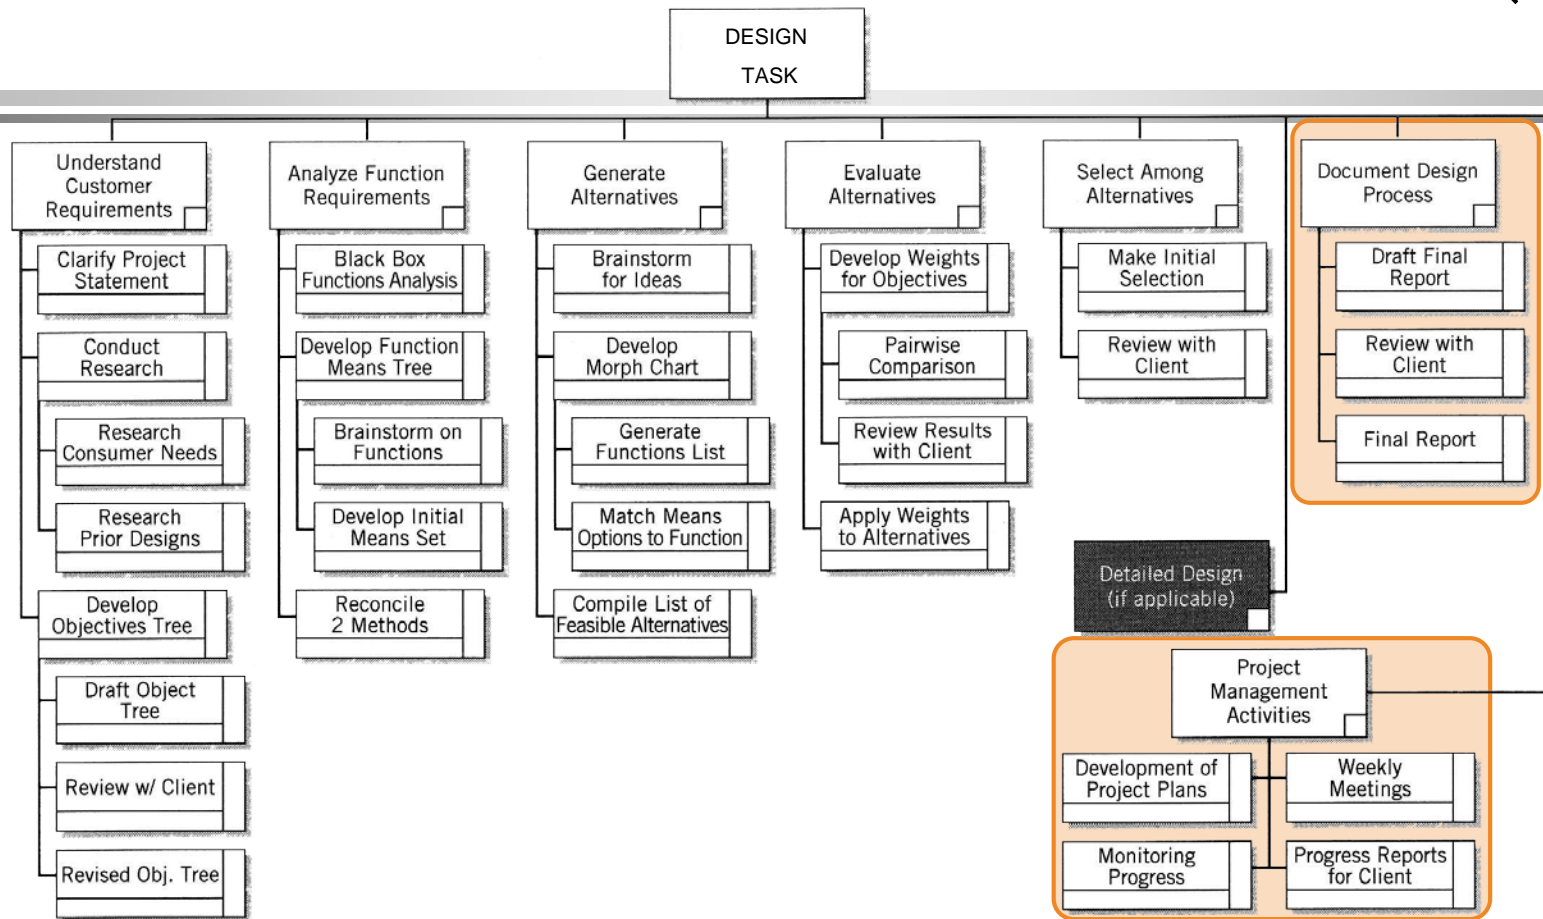 DESIGN
TASK
Understand
Customer
Requirements
Clarify Project
Statement
Conduct
Research
Research
Consumer Needs
Research
Prior Designs
Develop
Objectives Tree
Draft Object
Tree
Review w/ Client
Revised Obj. Tree
Analyze Function
Requirements
Black Box
Functions Analysis
Develop Function
Means Tree
Brainstorm on
Functions
Develop Initial
Means Set
Reconcile
2 Methods
Generate
Alternatives
Brainstorm
for Ideas
Develop
Morph Chart
Generate
Functions List
Match Means
Options to Function
Compile List of
Feasible Alternatives
Evaluate
Alternatives
Develop Weights
for Objectives
Pairwise
Comparison
Review Results
with Client
Apply Weights
to Alternatives
Select Among
Alternatives
Make Initial
Selection
Review with
Client
Detailed Design
(if applicable)
Document Design
Process
Draft Final
Report
Review with
Client
Final Report
Project
Management
Activities
Development of
Project Plans
Weekly
Meetings
Monitoring
Progress
Progress Reports
for Client